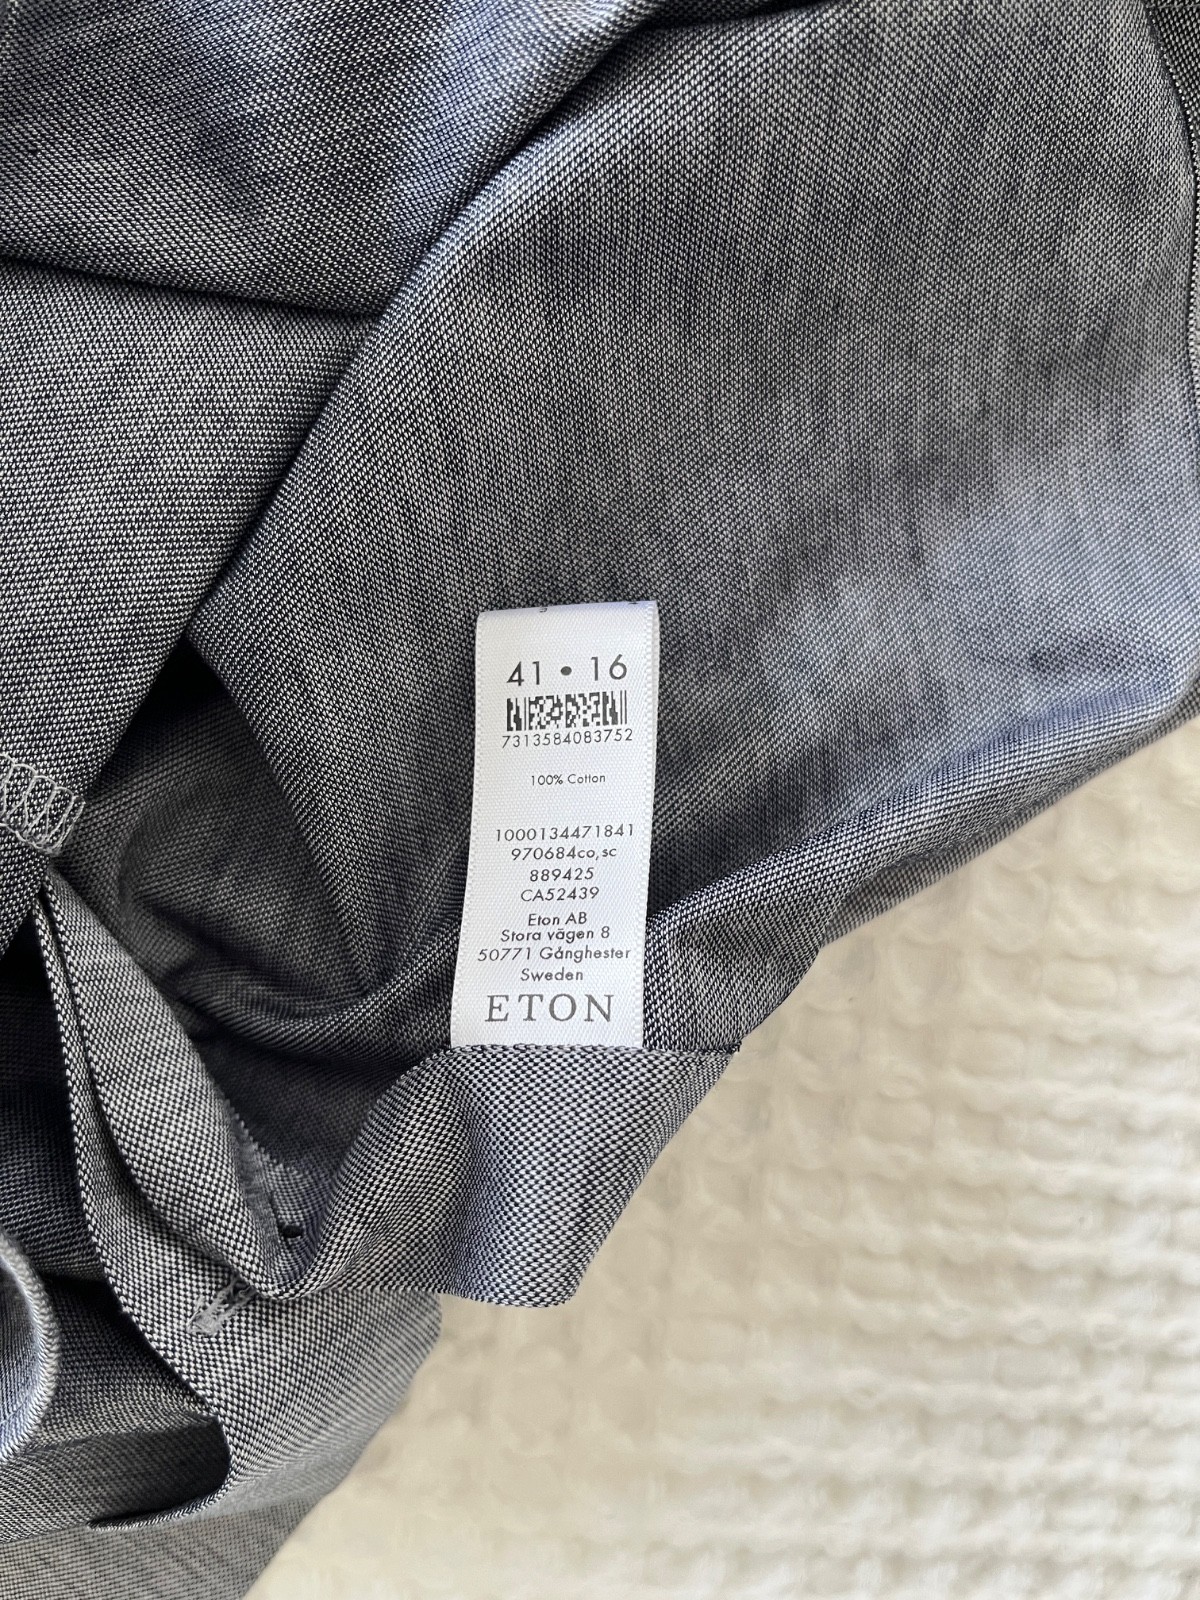 41 • 16
7313584083752
100% Cotton
1000134471841
970684co,sc
889425
CA52439
Eton AB
Stora vägen 8
50771 Gånghester
Sweden
ETON